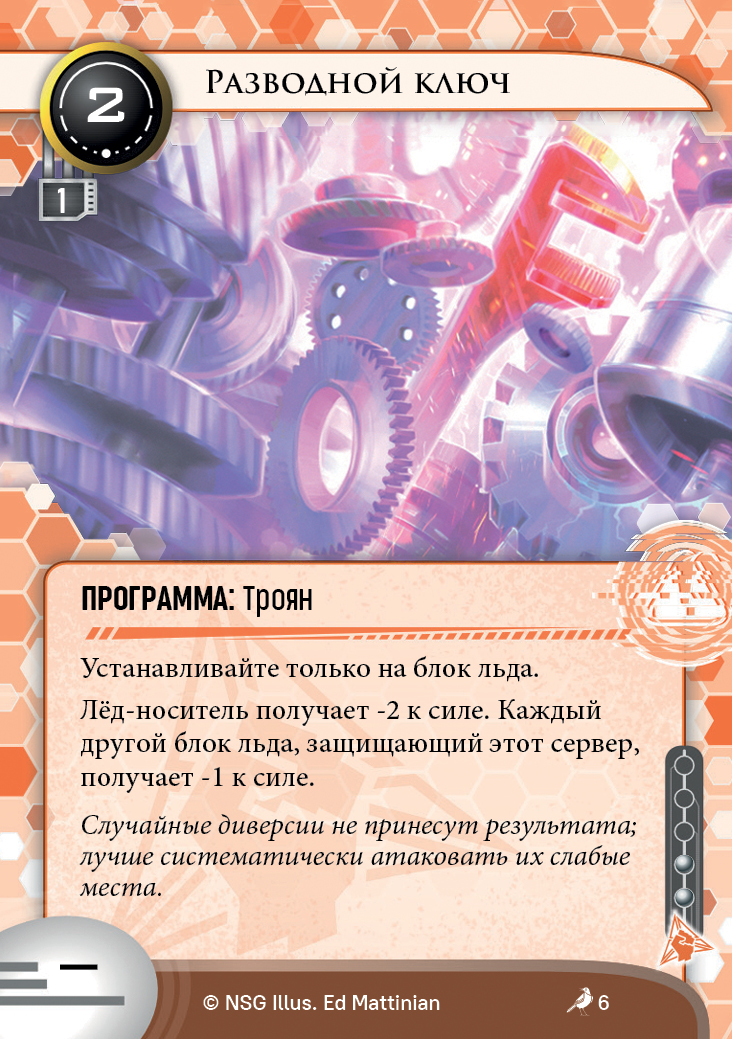 Разводной ключ
2
1
ПРОГРАММА: Троян
Устанавливайте только на блок льда.
Лёд-носитель получает -2 к силе. Каждый
другой блок льда, защищающий этот сервер,
получает -1 к силе.
Случайные диверсии не принесут результата;
лучше систематически атаковать их слабые
места.
© NSG Illus. Ed Mattinian
6